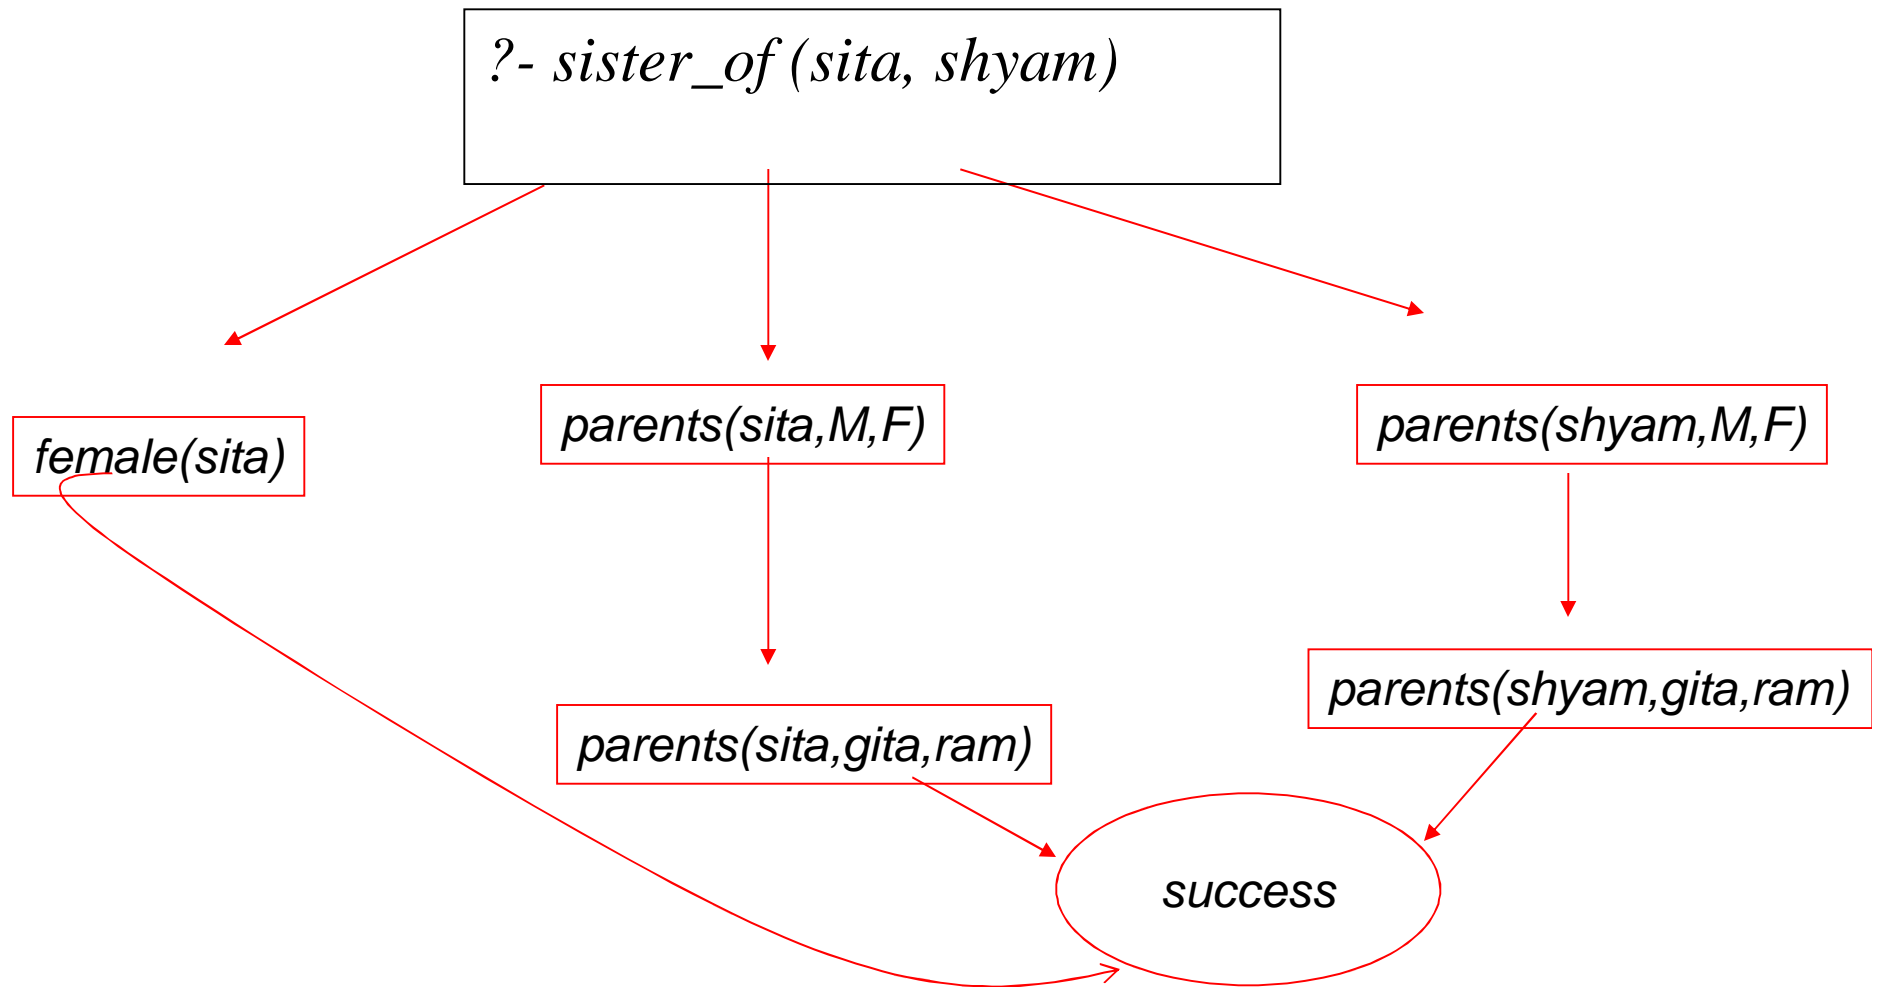 ?- sister_of (sita, shyam)
female(sita)
parents(sita,M,F)
parents(shyam,M,F)
parents(sita,gita,ram)
parents(shyam,gita,ram)
success